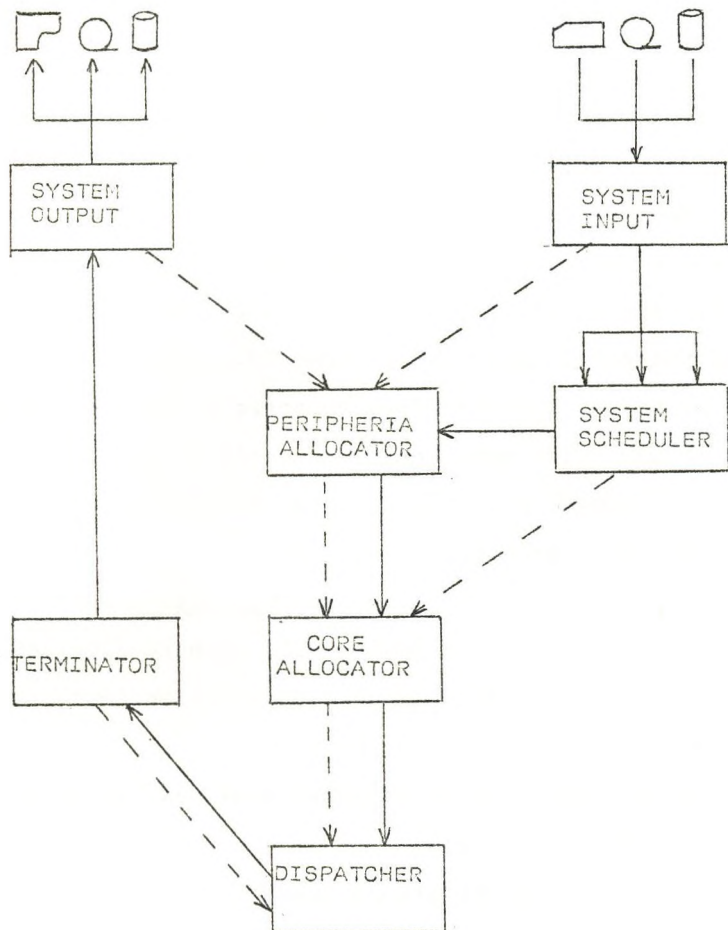 SYSTEM
OUTPUT
SYSTEM
INPUT
PERIPHERIA
ALLOCATOR
SYSTEM
SCHEDULER
TERMINATOR
CORE
ALLOCATOR
DISPATCHER